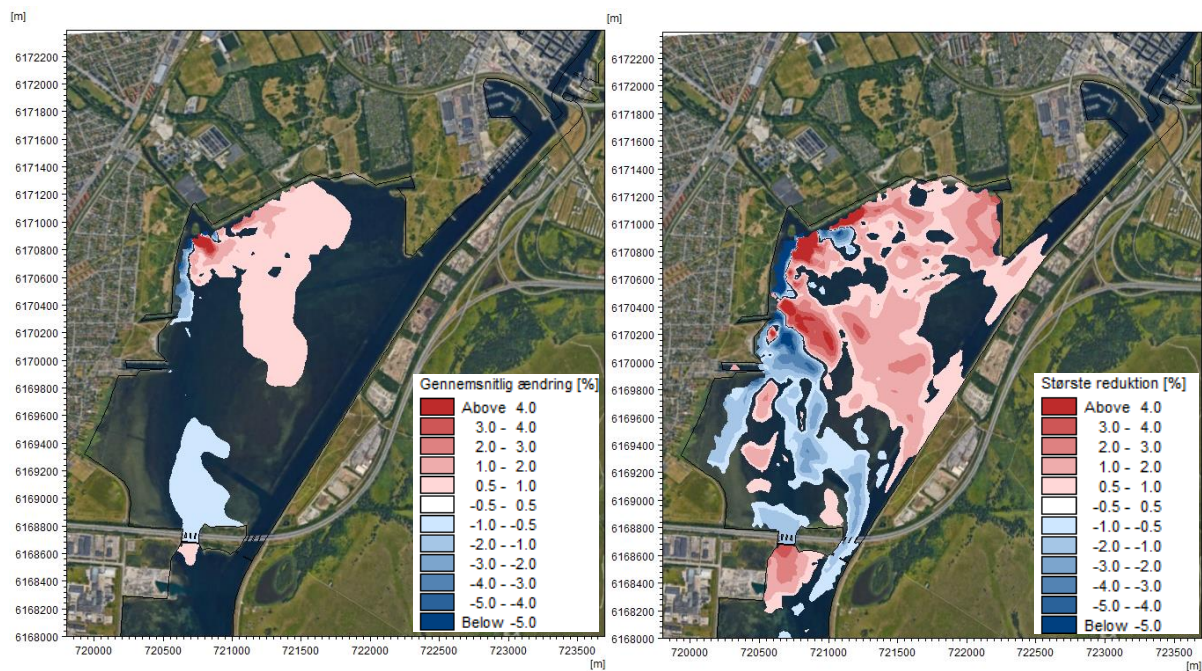 [m]
6172200
6172000
6171800
6171600
6171400
6171200
6171000
6170800
6170600
6170400
6170200
6170000
6169800
6169600
6169400
6169200
6169000
6168800
6168600
6168400
6168200
6168000
720000 720500 721000 721500 722000 722500 723000 723500
[m]
Gennemsnitlig ændring [%]
Above 4.0
3.0 - 4.0
2.0 - 3.0
1.0 - 2.0
0.5 - 1.0
-0.5 - 0.5
-1.0 - -0.5
-2.0 - -1.0
-3.0 - -2.0
-4.0 - -3.0
-5.0 - -4.0
Below -5.0
[m]
6172200
6172000
6171800
6171600
6171400
6171200
6171000
6170800
6170600
6170400
6170200
6170000
6169800
6169600
6169400
6169200
6169000
6168800
6168600
6168400
6168200
6168000
720000 720500 721000 721500 722000 722500 723000 723500
[m]
Største reduktion [%]
Above 4.0
3.0 - 4.0
2.0 - 3.0
1.0 - 2.0
0.5 - 1.0
-0.5 - 0.5
-1.0 - -0.5
-2.0 - -1.0
-3.0 - -2.0
-4.0 - -3.0
-5.0 - -4.0
Below -5.0